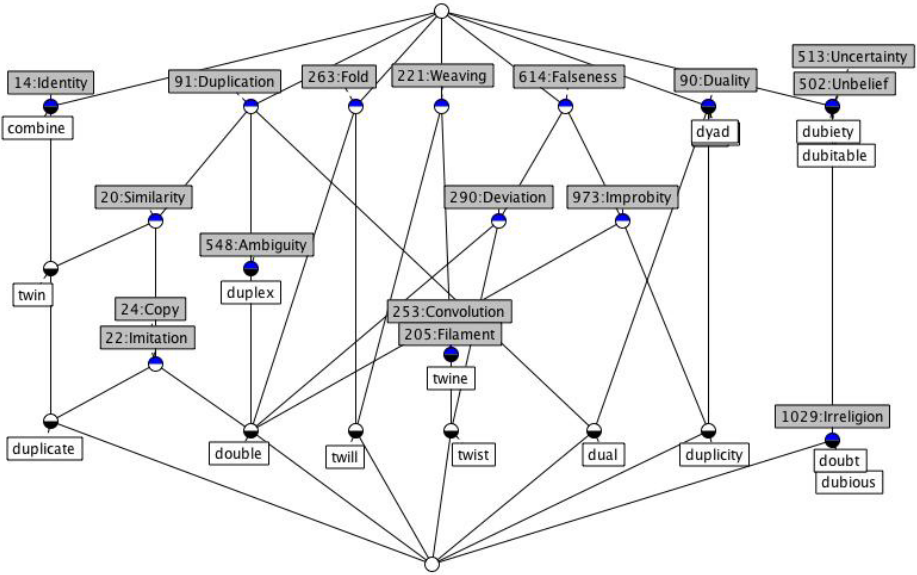 513:Uncertainty
14:Identity
91:Duplication
263:Fold
221:Weaving
614:Falseness
90:Duality
502:Unbelief
combine
dyad
dubiety
dubitable
20:Similarity
290:Deviation
973:Improbity
548:Ambiguity
twin
duplex
24:Copy
253:Convolution
22:Imitation
205:Filament
twine
1029:Irreligion
duplicate
double
twill
twist
dual
duplicity
doubt
dubious